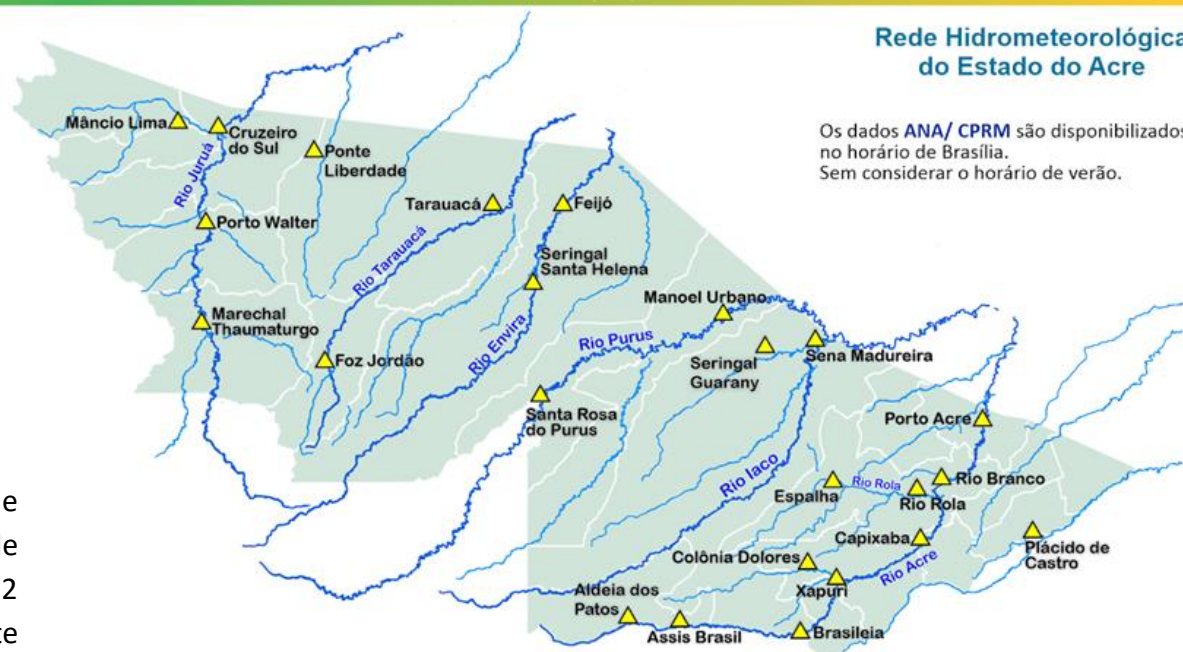 Rede Hidrometeorológica
do Estado do Acre
Os dados ANA/ CPRM são disponibilizados
no horário de Brasília.
Sem considerar o horário de verão.
Mâncio Lima
Cruzeiro
do Sul
Ponte
Liberdade
Rio Juruá
Porto Walter
Tarauacá
Feijó
Rio Tarauacá
Seringal
Santa Helena
Marechal
Thaumaturgo
Foz Jordão
Rio Envira
Manoel Urbano
Rio Purus
Seringal
Guarany
Sena Madureira
Santa Rosa
do Purus
Porto Acre
Rio Iaco
Espalha
Rio Rola
Rio Rola
Rio Branco
Capixaba
Plácido de
Castro
Colônia Dolores
Rio Acre
Xapuri
Aldeia dos
Patos
Assis Brasil
Brasileia
e
2